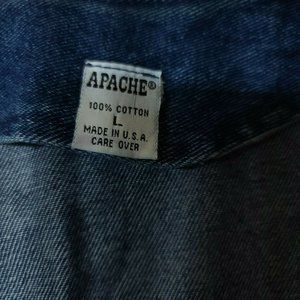 APACHE®
100% COTTON
L
MADE IN U.S.A.
CARE OVER